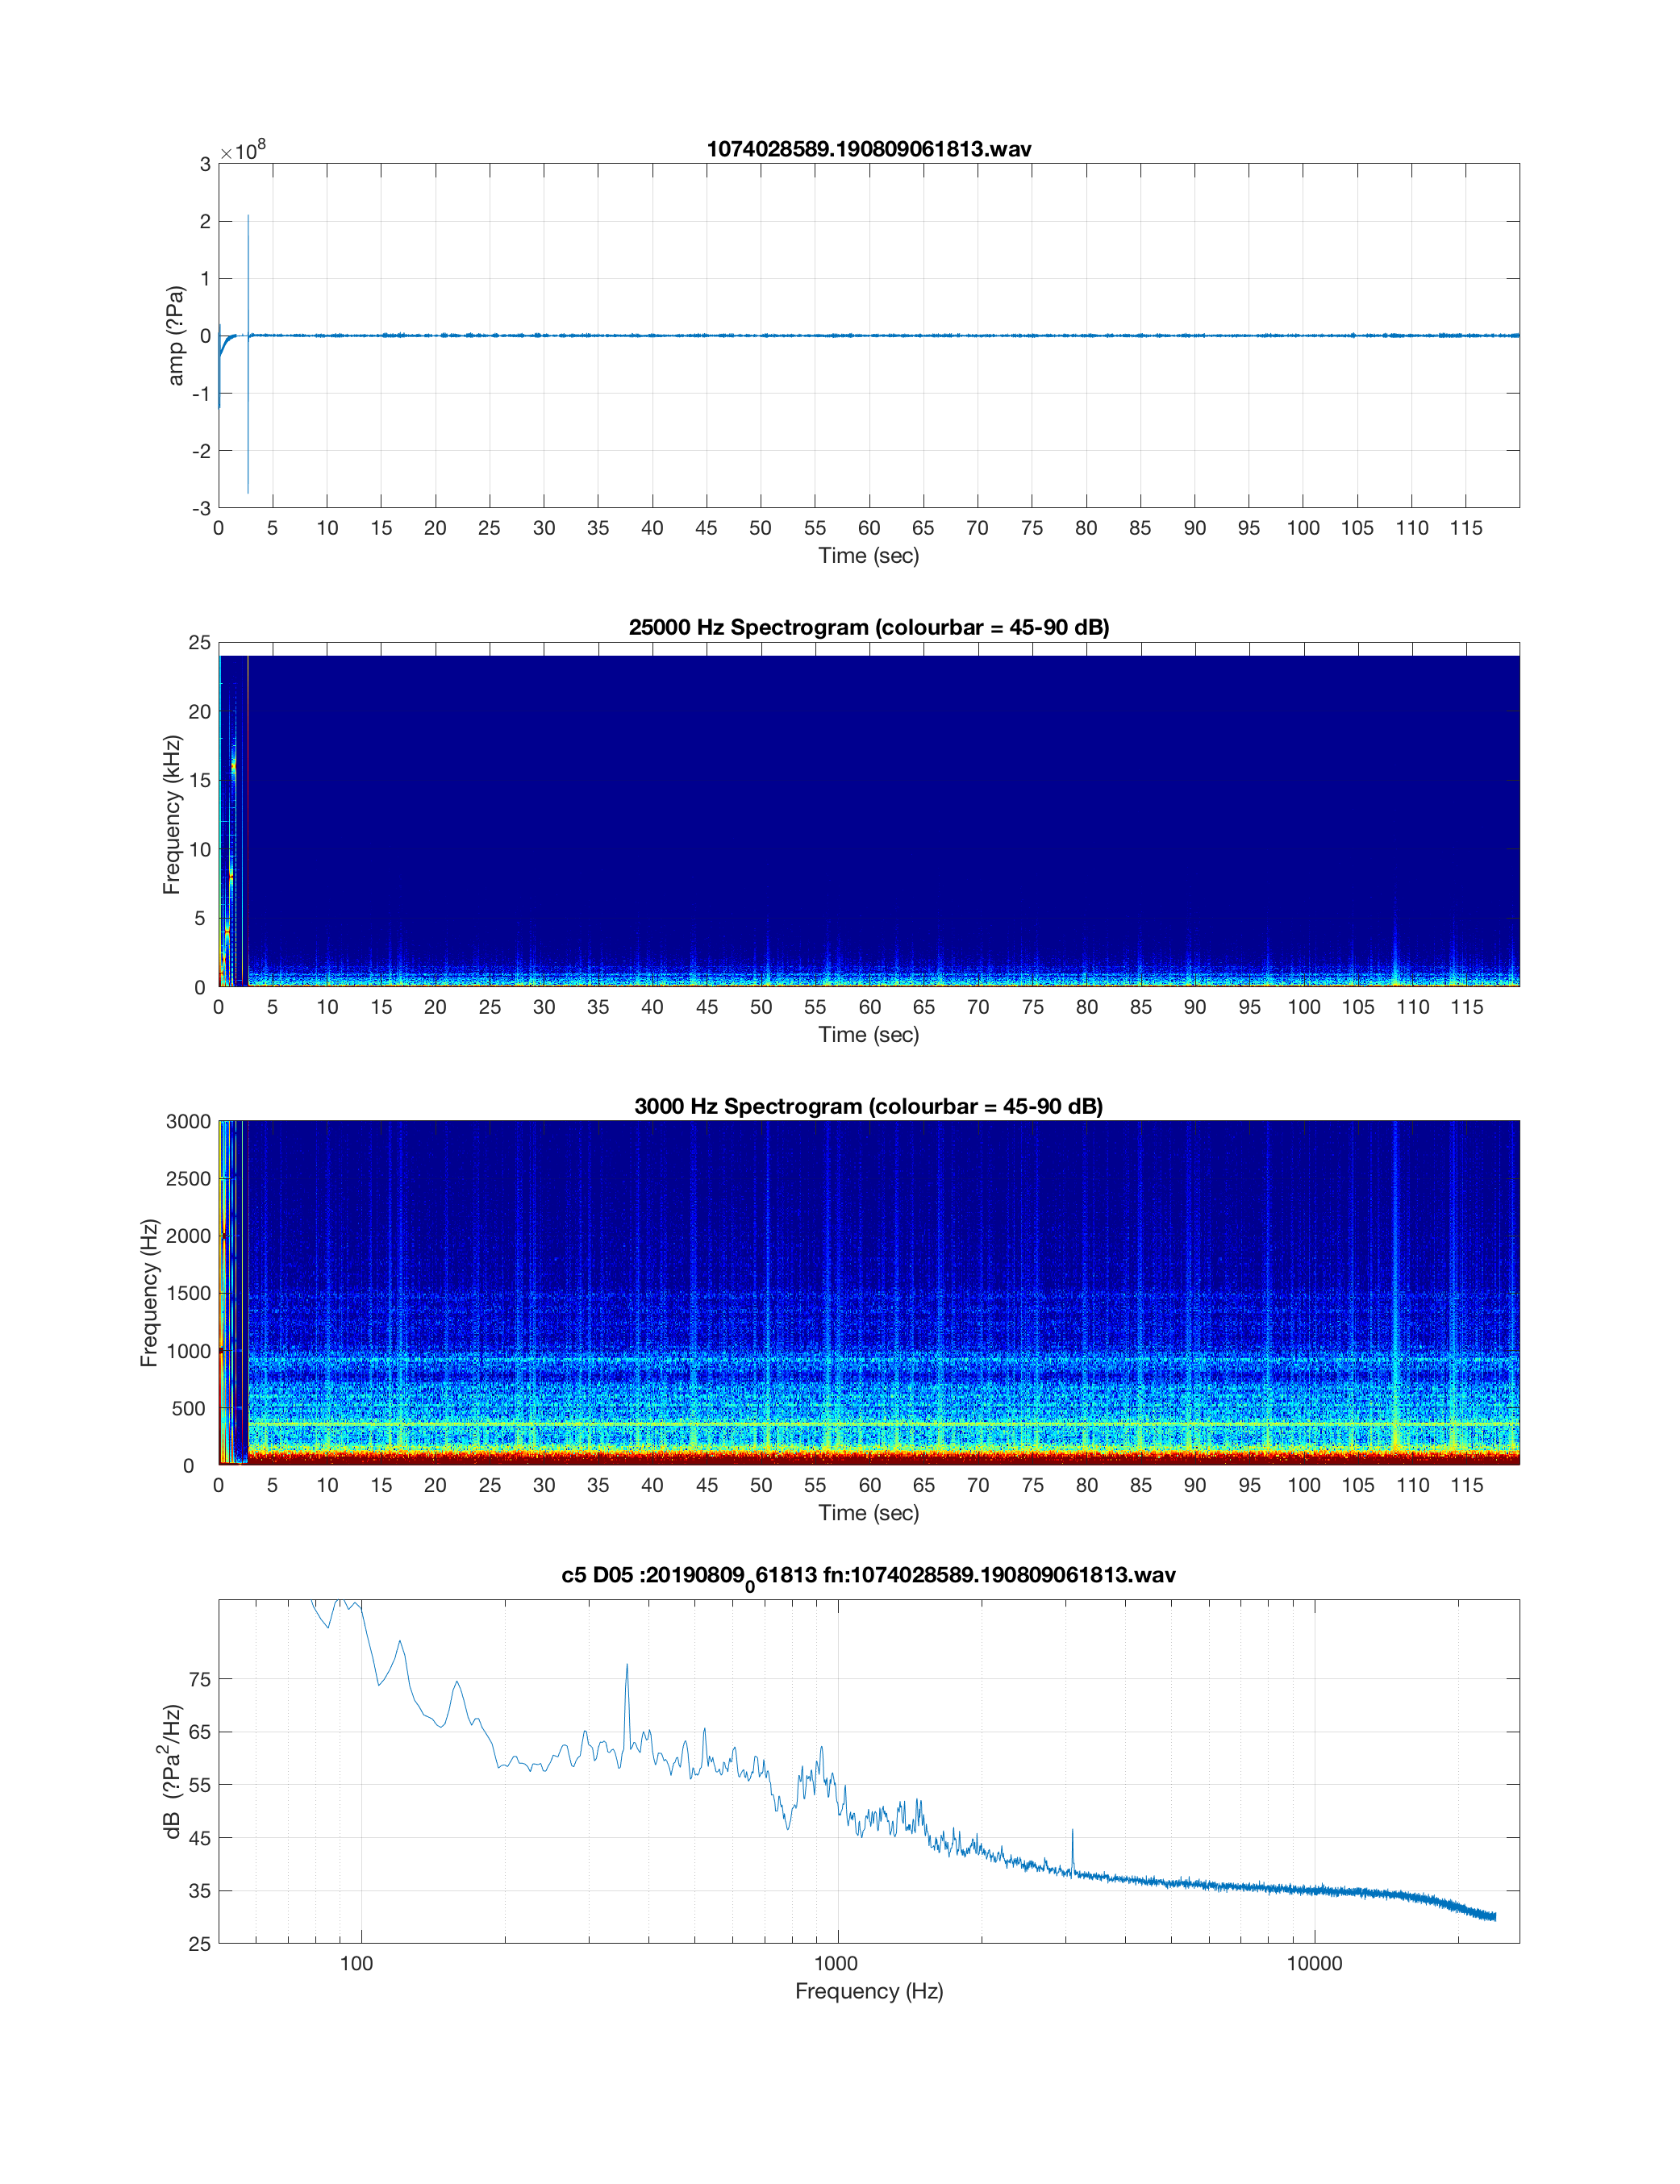 1074028589.190809061813.wav
×10^8
3
2
1
0
-1
-2
-3
amp (?Pa)
0 5 10 15 20 25 30 35 40 45 50 55 60 65 70 75 80 85 90 95 100 105 110 115
Time (sec)
25000 Hz Spectrogram (colourbar = 45-90 dB)
25
20
15
10
5
0
Frequency (kHz)
0 5 10 15 20 25 30 35 40 45 50 55 60 65 70 75 80 85 90 95 100 105 110 115
Time (sec)
3000 Hz Spectrogram (colourbar = 45-90 dB)
3000
2500
2000
1500
1000
500
0
Frequency (Hz)
0 5 10 15 20 25 30 35 40 45 50 55 60 65 70 75 80 85 90 95 100 105 110 115
Time (sec)
c5 D05 :20190809_061813 fn:1074028589.190809061813.wav
75
65
55
45
35
25
dB (?Pa²/Hz)
100 1000 10000
Frequency (Hz)